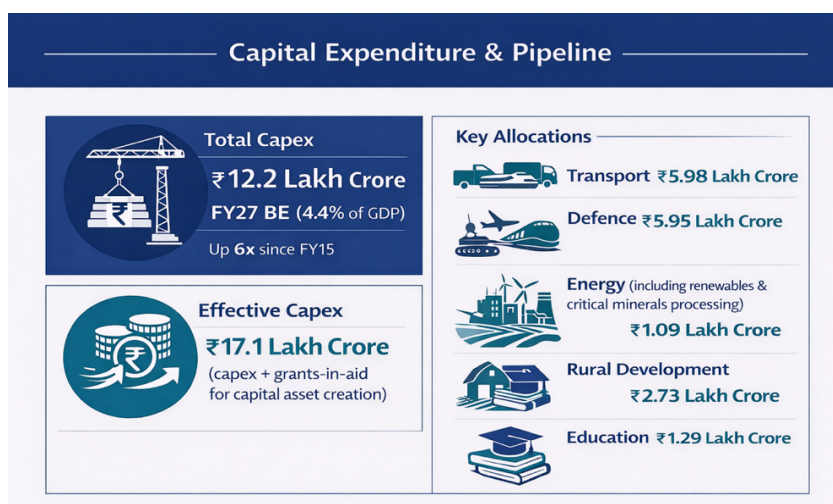 Capital Expenditure & Pipeline
Total Capex
₹12.2 Lakh Crore
FY27 BE (4.4% of GDP)
Up 6x since FY15
Effective Capex
₹17.1 Lakh Crore
(capex + grants-in-aid
for capital asset creation)
Key Allocations
Transport ₹5.98 Lakh Crore
Defence ₹5.95 Lakh Crore
Energy (including renewables &
critical minerals processing)
₹1.09 Lakh Crore
Rural Development
₹2.73 Lakh Crore
Education ₹1.29 Lakh Crore